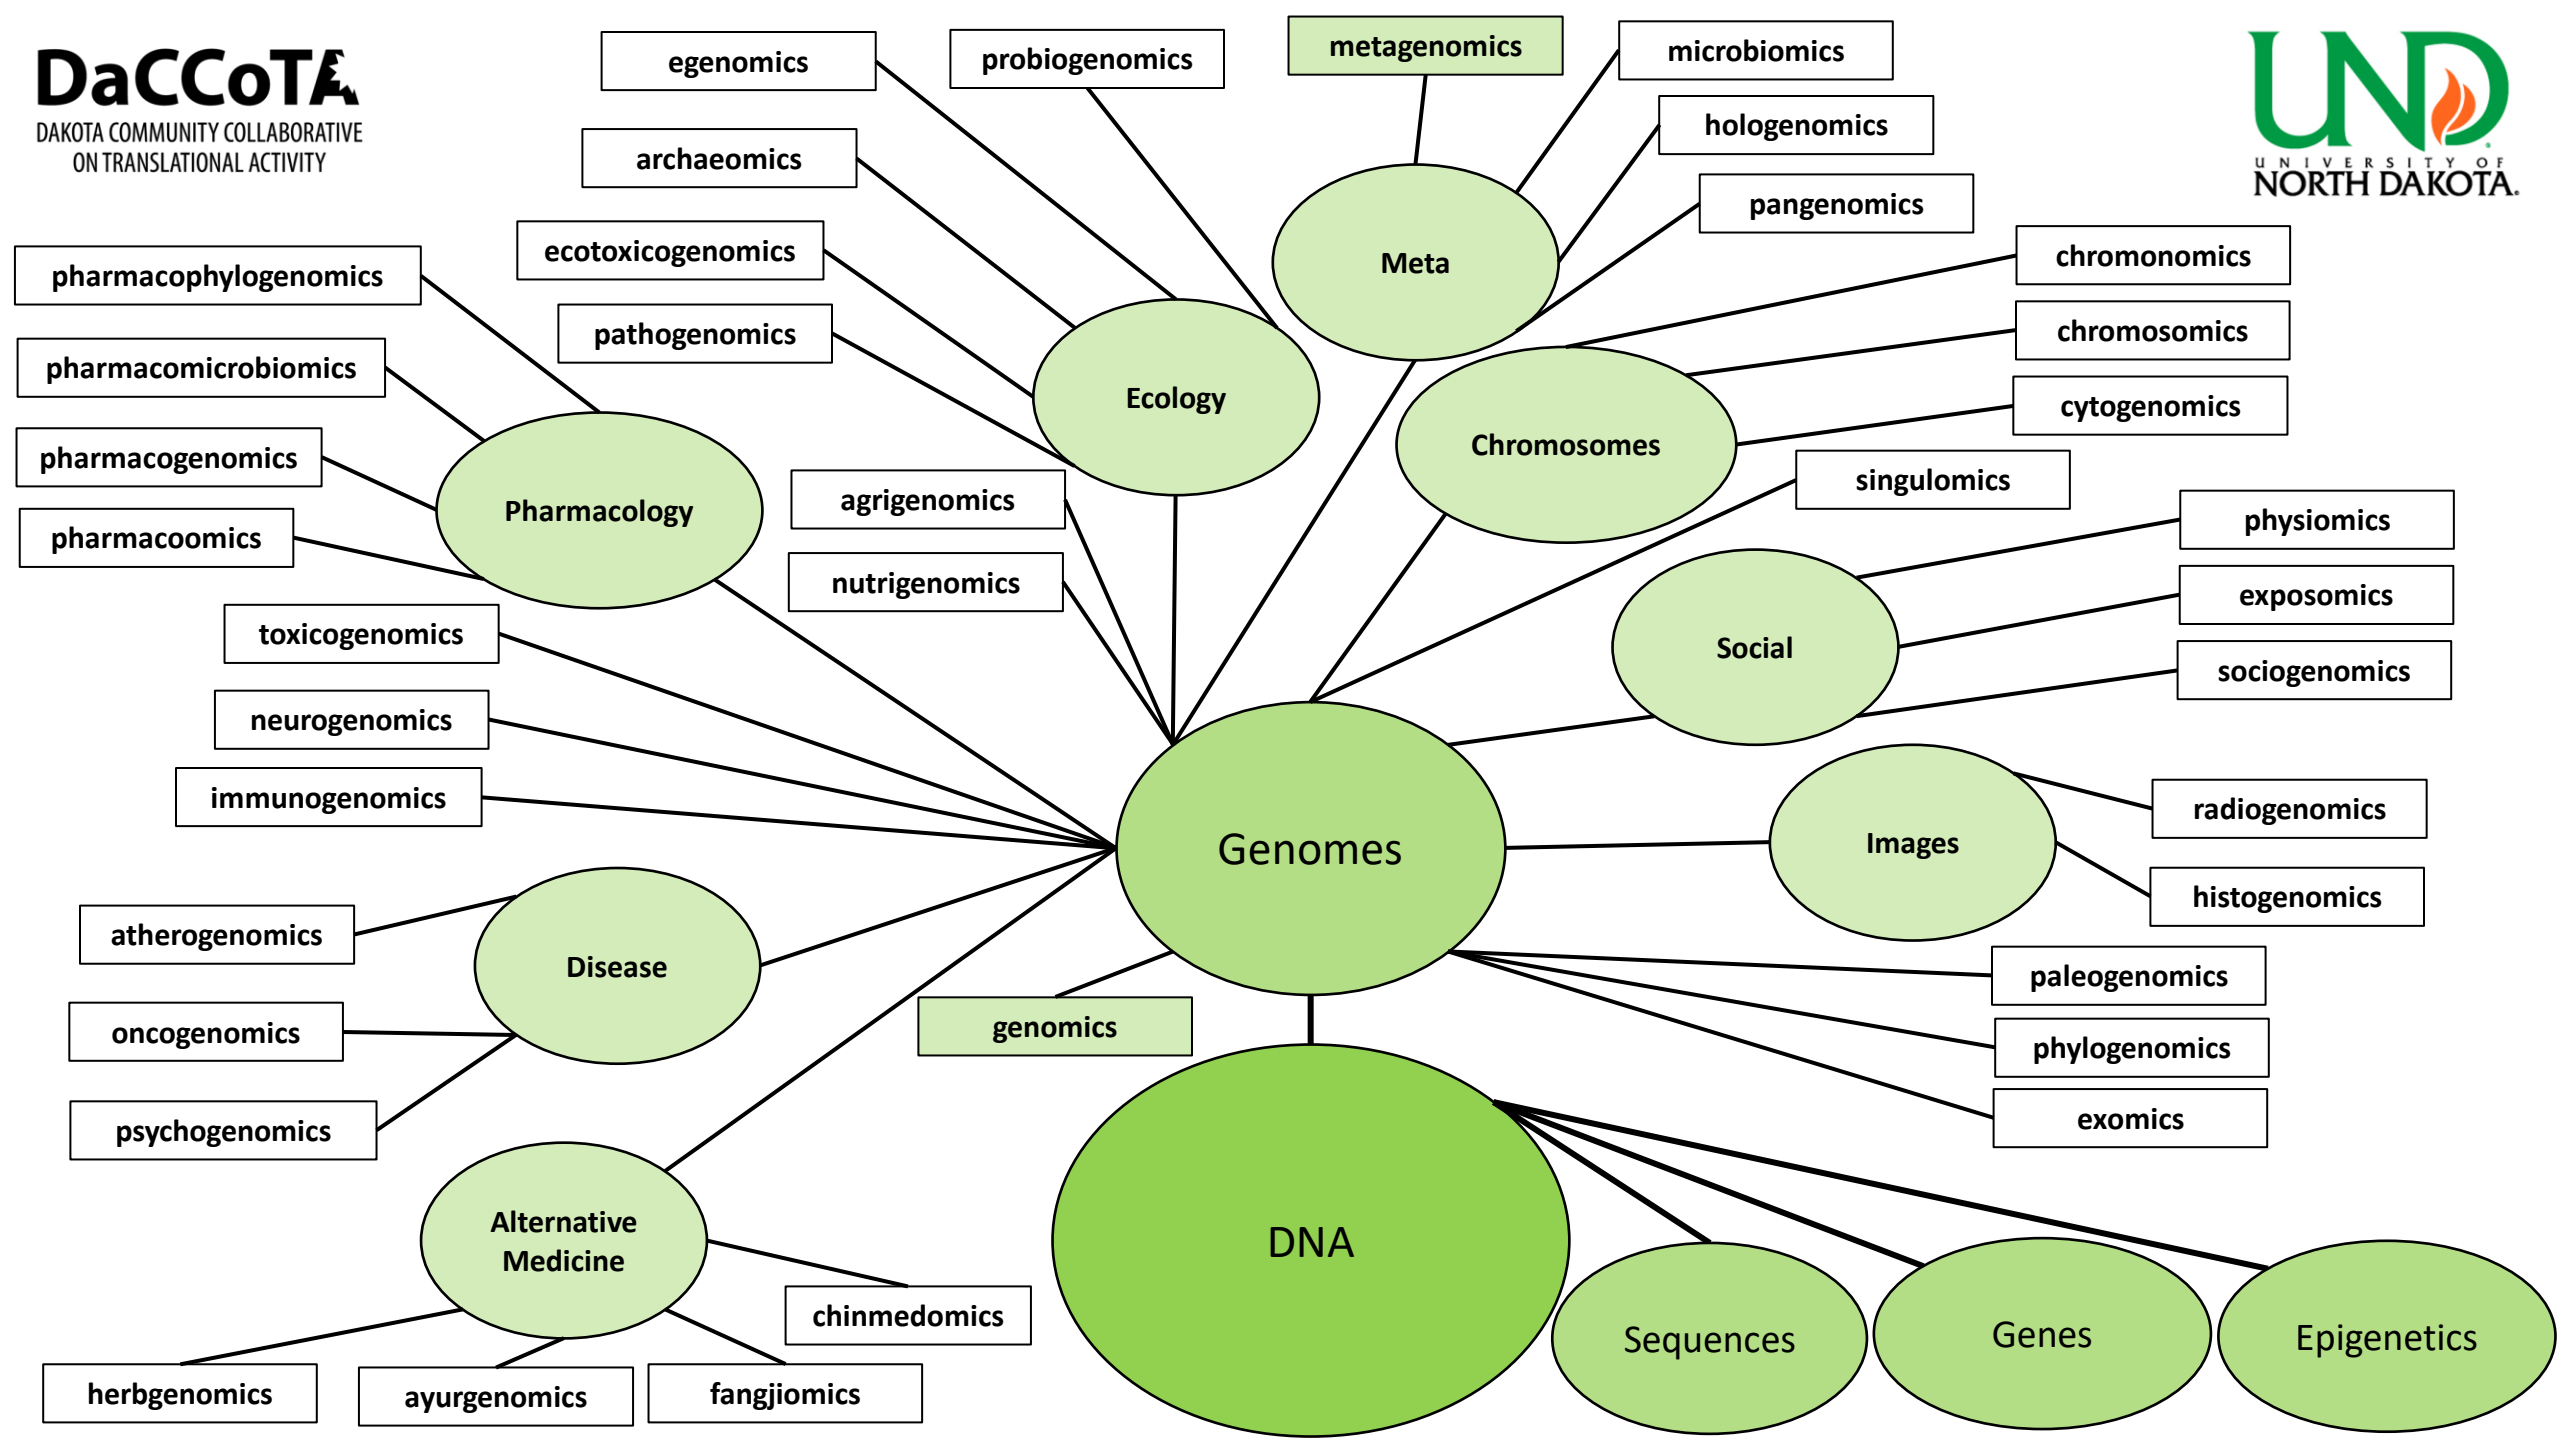 DaCCoTA
DAKOTA COMMUNITY COLLABORATIVE
ON TRANSLATIONAL ACTIVITY
UND
UNIVERSITY OF
NORTH DAKOTA.
egenomics
probiogenomics
metagenomics
microbiomics
archaeomics
hologenomics
ecotoxicogenomics
pangenomics
pharmacophylogenomics
pathogenomics
Meta
chromonomics
pharmacomicrobiomics
Ecology
chromosomics
pharmacogenomics
Chromosomes
cytogenomics
pharmacoomics
Pharmacology
agrigenomics
singulomics
nutrigenomics
physiomics
toxicogenomics
exposomics
Social
neurogenomics
sociogenomics
immunogenomics
Genomes
Images
radiogenomics
histogenomics
atherogenomics
Disease
paleogenomics
oncogenomics
genomics
phylogenomics
psychogenomics
exomics
Alternative
Medicine
DNA
chinmedomics
Sequences
Genes
Epigenetics
herbgenomics
ayurgenomics
fangjiomics